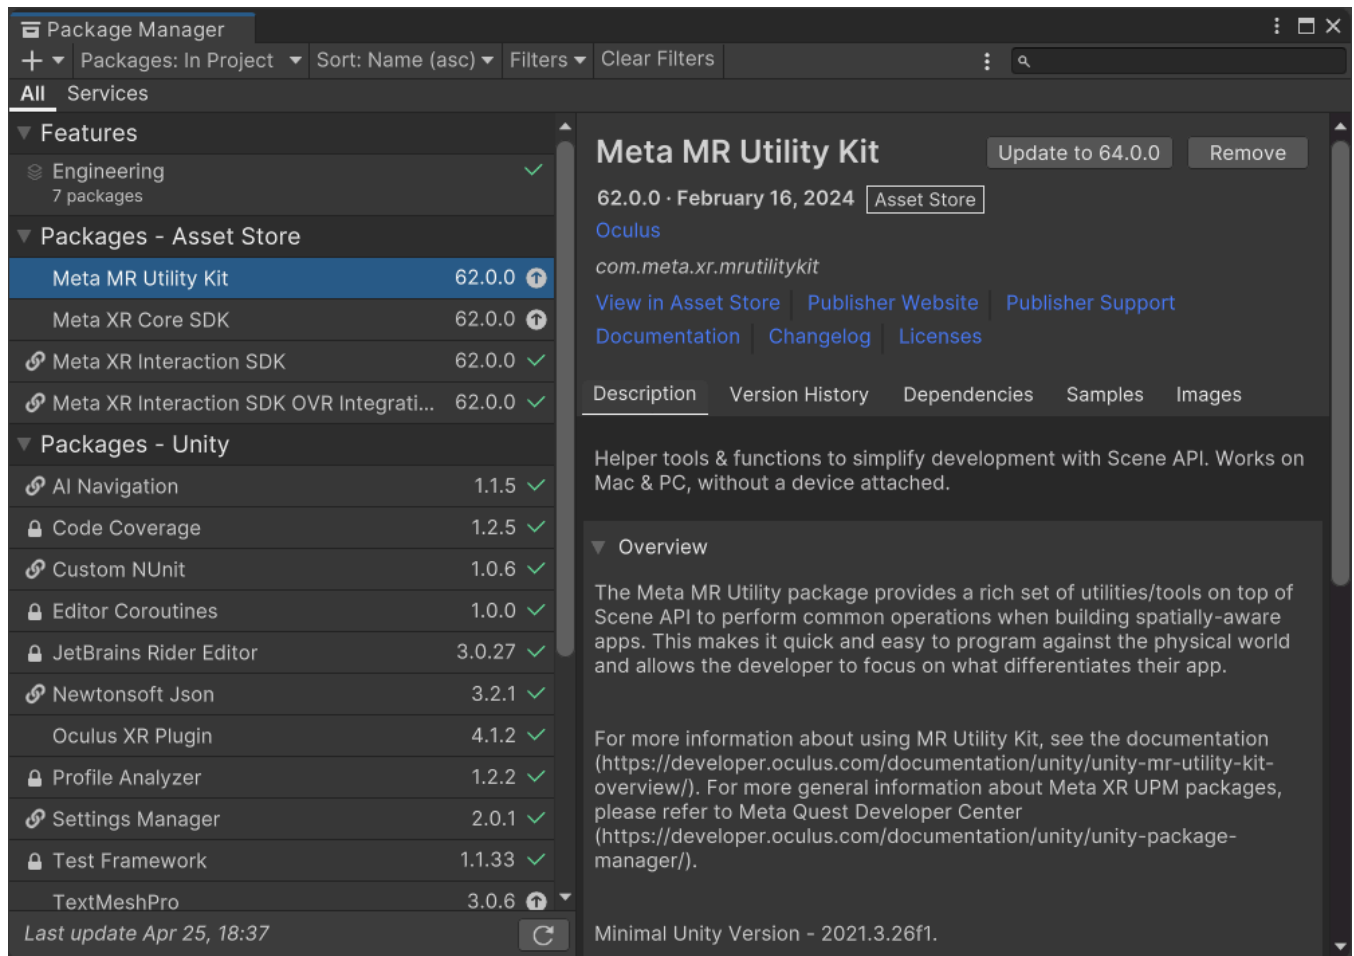 Package Manager
Packages: In Project Sort: Name (asc) Filters Clear Filters
All Services
Features
Engineering
7 packages
Packages - Asset Store
Meta MR Utility Kit 62.0.0
Meta XR Core SDK 62.0.0
Meta XR Interaction SDK 62.0.0
Meta XR Interaction SDK OVR Integrati... 62.0.0
Packages - Unity
AI Navigation 1.1.5
Code Coverage 1.2.5
Custom NUnit 1.0.6
Editor Coroutines 1.0.0
JetBrains Rider Editor 3.0.27
Newtonsoft Json 3.2.1
Oculus XR Plugin 4.1.2
Profile Analyzer 1.2.2
Settings Manager 2.0.1
Test Framework 1.1.33
TextMeshPro 3.0.6
Last update Apr 25, 18:37
Meta MR Utility Kit Update to 64.0.0 Remove
62.0.0 · February 16, 2024 Asset Store
Oculus
com.meta.xr.mrutilitykit
View in Asset Store Publisher Website Publisher Support
Documentation Changelog Licenses
Description Version History Dependencies Samples Images
Helper tools & functions to simplify development with Scene API. Works on
Mac & PC, without a device attached.
Overview
The Meta MR Utility package provides a rich set of utilities/tools on top of
Scene API to perform common operations when building spatially-aware
apps. This makes it quick and easy to program against the physical world
and allows the developer to focus on what differentiates their app.
For more information about using MR Utility Kit, see the documentation
(https://developer.oculus.com/documentation/unity/unity-mr-utility-kit-
overview/). For more general information about Meta XR UPM packages,
please refer to Meta Quest Developer Center
(https://developer.oculus.com/documentation/unity/unity-package-
manager/).
Minimal Unity Version - 2021.3.26f1.